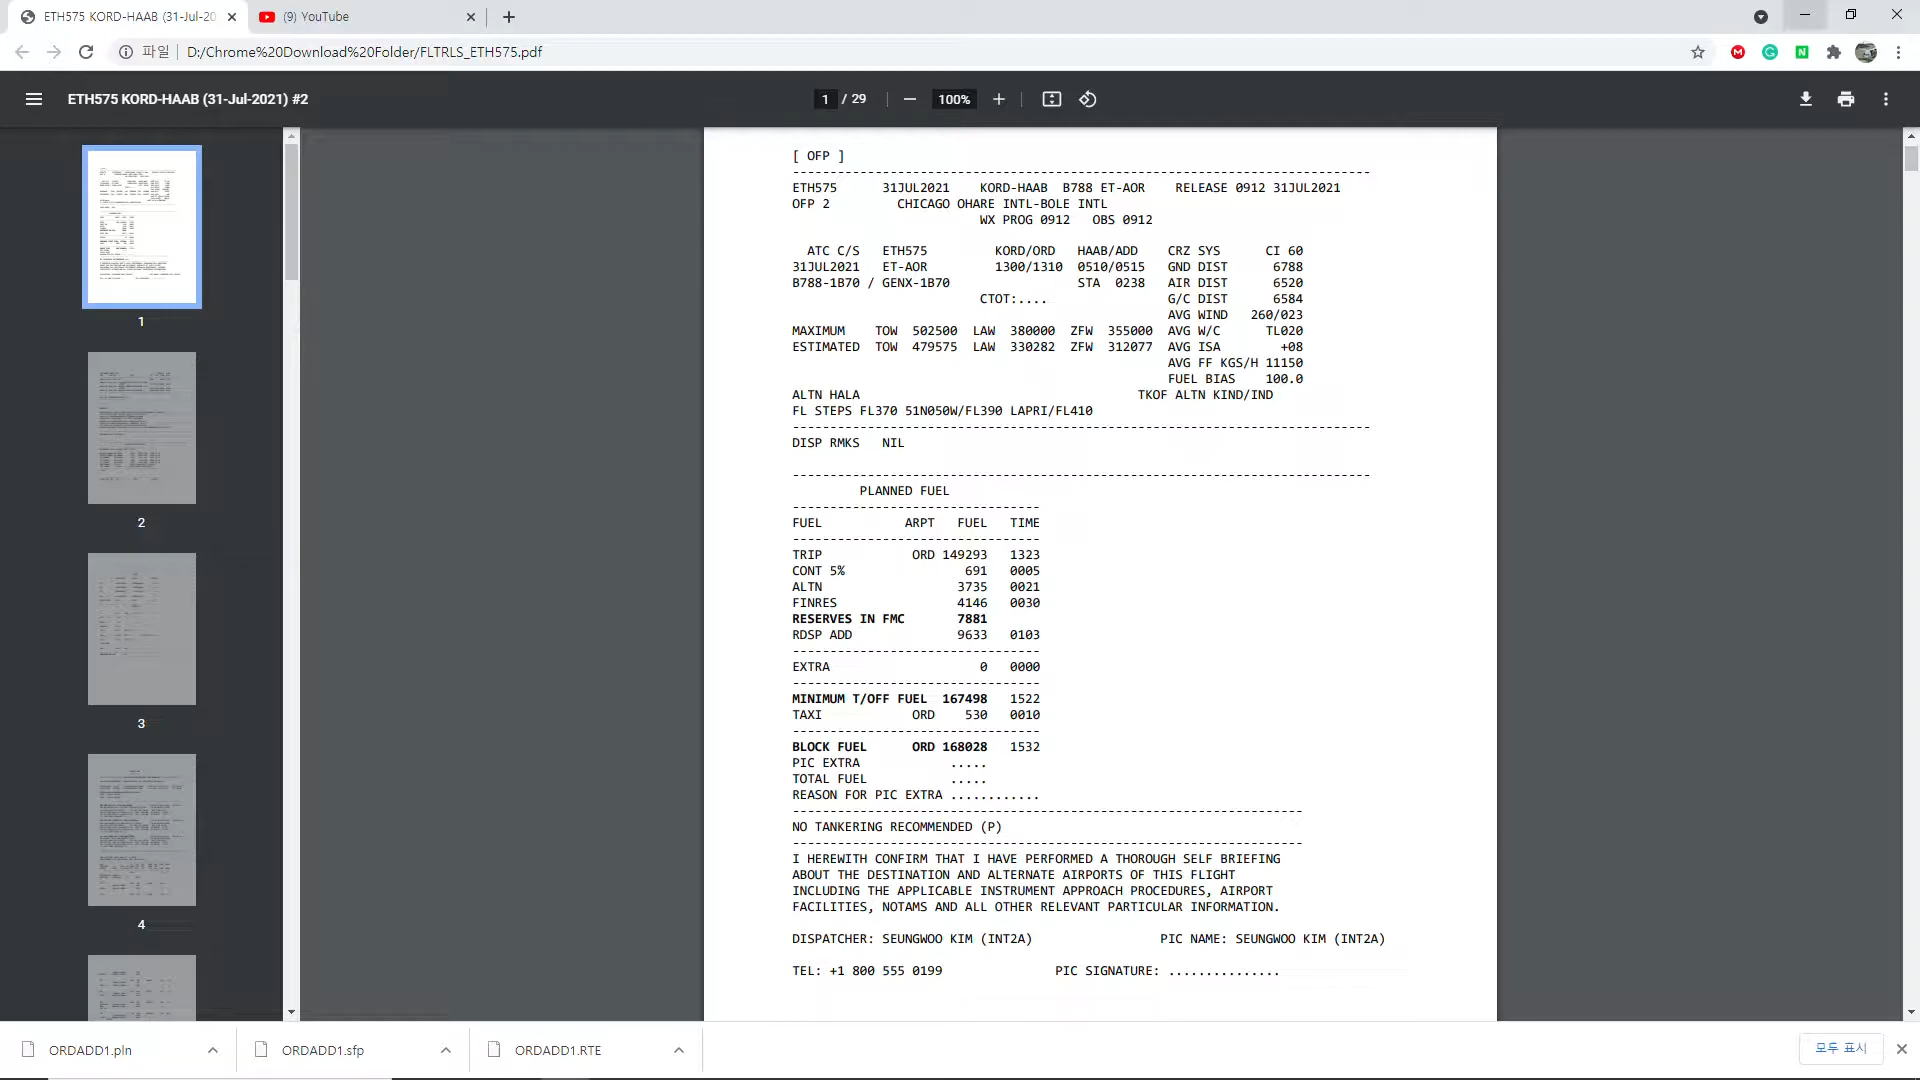 ETH575 KORD-HAAB (31-Jul-20
(9) YouTube
파일
D:/Chrome%20Download%20Folder/FLTRLS_ETH575.pdf
ETH575 KORD-HAAB (31-Jul-2021) #2
1 / 29
100%
1
2
3
4
[ OFP ]
-----------------------------------------------------------------------------
ETH575 31JUL2021 KORD-HAAB B788 ET-AOR RELEASE 0912 31JUL2021
OFP 2 CHICAGO OHARE INTL-BOLE INTL
WX PROG 0912 OBS 0912
ATC C/S ETH575 KORD/ORD HAAB/ADD CRZ SYS CI 60
31JUL2021 ET-AOR 1300/1310 0510/0515 GND DIST 6788
B788-1B70 / GENX-1B70 STA 0238 AIR DIST 6520
CTOT:.... G/C DIST 6584
AVG WIND 260/023
MAXIMUM TOW 502500 LAW 380000 ZFW 355000 AVG W/C TL020
ESTIMATED TOW 479575 LAW 330282 ZFW 312077 AVG ISA +08
AVG FF KGS/H 11150
FUEL BIAS 100.0
ALTN HALA TKOF ALTN KIND/IND
FL STEPS FL370 51N050W/FL390 LAPRI/FL410
-----------------------------------------------------------------------------
DISP RMKS NIL
-----------------------------------------------------------------------------
PLANNED FUEL
---------------------------------
FUEL ARPT FUEL TIME
---------------------------------
TRIP ORD 149293 1323
CONT 5% 691 0005
ALTN 3735 0021
FINRES 4146 0030
RESERVES IN FMC 7881
RDSP ADD 9633 0103
---------------------------------
EXTRA 0 0000
---------------------------------
MINIMUM T/OFF FUEL 167498 1522
TAXI ORD 530 0010
---------------------------------
BLOCK FUEL ORD 168028 1532
PIC EXTRA .....
TOTAL FUEL .....
REASON FOR PIC EXTRA ............
--------------------------------------------------------------------
NO TANKERING RECOMMENDED (P)
--------------------------------------------------------------------
I HEREWITH CONFIRM THAT I HAVE PERFORMED A THOROUGH SELF BRIEFING
ABOUT THE DESTINATION AND ALTERNATE AIRPORTS OF THIS FLIGHT
INCLUDING THE APPLICABLE INSTRUMENT APPROACH PROCEDURES, AIRPORT
FACILITIES, NOTAMS AND ALL OTHER RELEVANT PARTICULAR INFORMATION.
DISPATCHER: SEUNGWOO KIM (INT2A) PIC NAME: SEUNGWOO KIM (INT2A)
TEL: +1 800 555 0199 PIC SIGNATURE: ...............
ORDADD1.pln
ORDADD1.sfp
ORDADD1.RTE
모두 표시